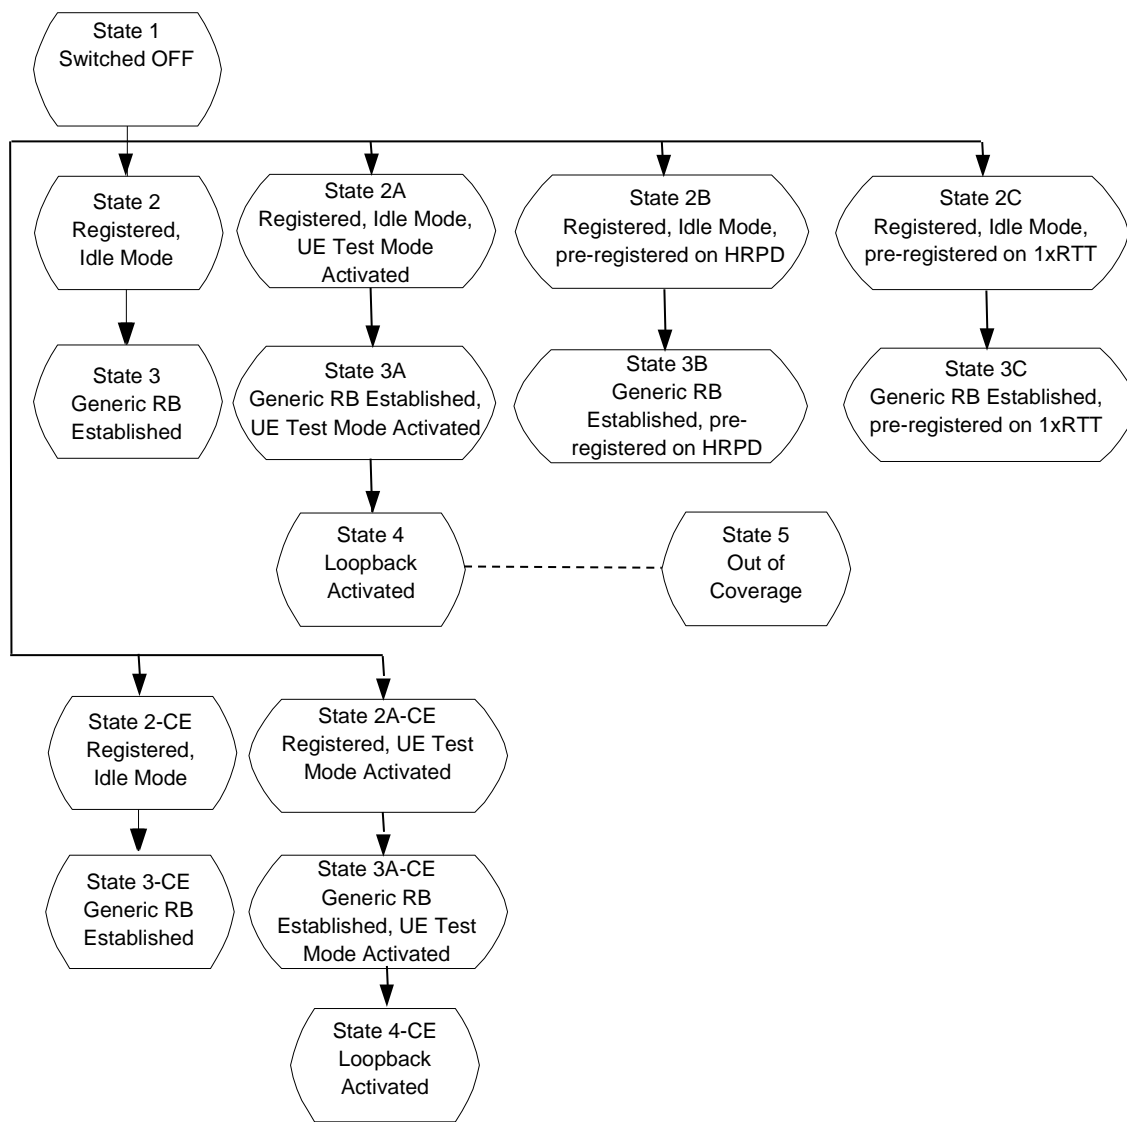 State 1
Switched OFF
State 2
Registered,
Idle Mode
State 2A
Registered, Idle Mode,
UE Test Mode
Activated
State 2B
Registered, Idle Mode,
pre-registered on HRPD
State 2C
Registered, Idle Mode,
pre-registered on 1xRTT
State 3
Generic RB
Established
State 3A
Generic RB Established,
UE Test Mode Activated
State 3B
Generic RB
Established, pre-
registered on HRPD
State 3C
Generic RB Established,
pre-registered on 1xRTT
State 4
Loopback
Activated
State 5
Out of
Coverage
State 2-CE
Registered,
Idle Mode
State 2A-CE
Registered, UE Test
Mode Activated
State 3-CE
Generic RB
Established
State 3A-CE
Generic RB
Established, UE Test
Mode Activated
State 4-CE
Loopback
Activated